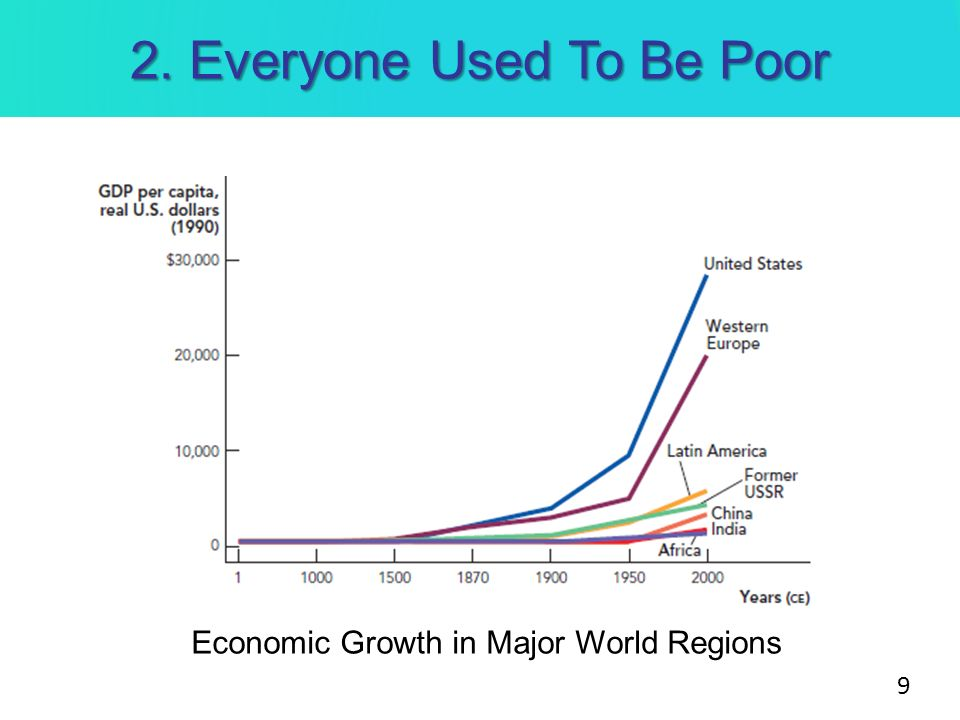 2. Everyone Used To Be Poor
GDP per capita,
real U.S. dollars
(1990)
$30,000
20,000
10,000
0
United States
Western
Europe
Latin America
Former
USSR
China
India
Africa
1 1000 1500 1870 1900 1950 2000
Years (CE)
Economic Growth in Major World Regions
9